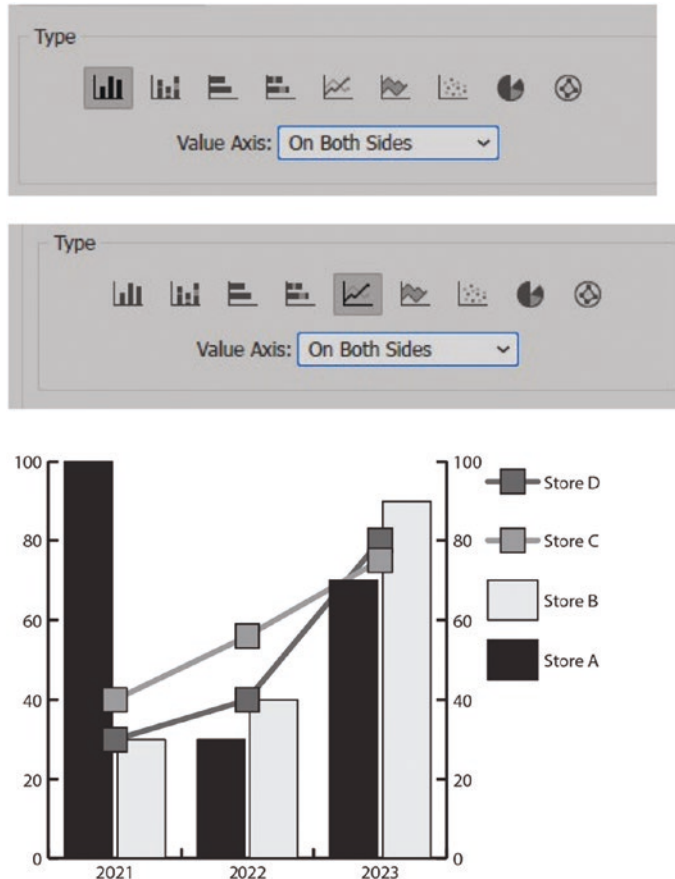 Type
Value Axis: On Both Sides
Type
Value Axis: On Both Sides
100 100 Store D
80 80 Store C
60 60 Store B
Store A
40 40
20 20
0 0
2021 2022 2023